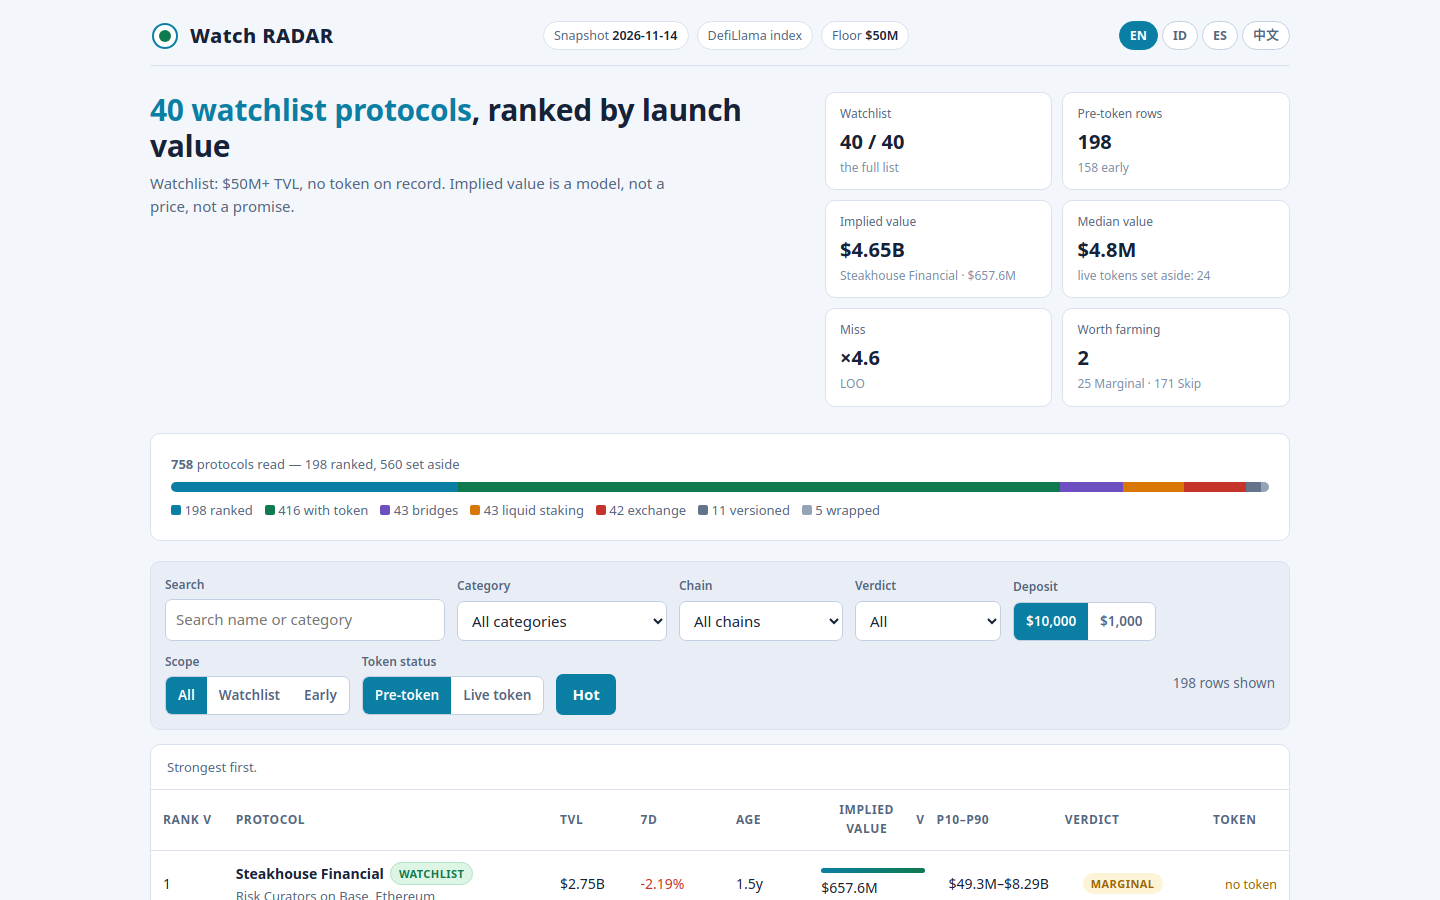 Watch RADAR
Snapshot 2026-11-14
DefiLlama index
Floor $50M
EN
ID
ES
中文
40 watchlist protocols, ranked by launch
value
Watchlist: $50M+ TVL, no token on record. Implied value is a model, not a
price, not a promise.
Watchlist
40 / 40
the full list
Pre-token rows
198
158 early
Implied value
$4.65B
Steakhouse Financial · $657.6M
Median value
$4.8M
live tokens set aside: 24
Miss
×4.6
LOO
Worth farming
2
25 Marginal · 171 Skip
758 protocols read — 198 ranked, 560 set aside
198 ranked
416 with token
43 bridges
43 liquid staking
42 exchange
11 versioned
5 wrapped
Search
Search name or category
Category
All categories
Chain
All chains
Verdict
All
Deposit
$10,000
$1,000
Scope
All
Watchlist
Early
Token status
Pre-token
Live token
Hot
198 rows shown
Strongest first.
RANK V
PROTOCOL
TVL
7D
AGE
IMPLIED
VALUE
V
P10–P90
VERDICT
TOKEN
1
Steakhouse Financial
WATCHLIST
Risk Curators on Base, Ethereum
$2.75B
-2.19%
1.5y
$657.6M
$49.3M–$8.29B
MARGINAL
no token